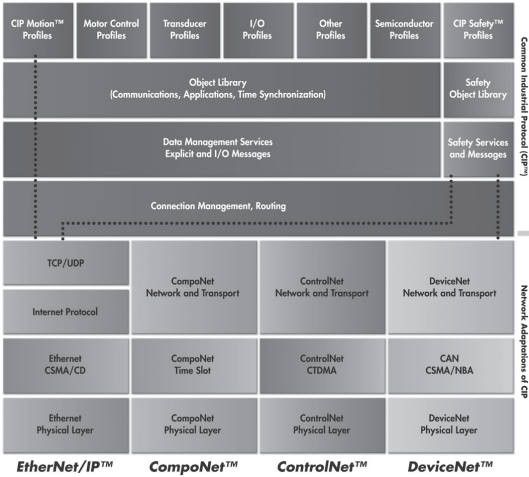 CIP Motion™
Profiles
Motor Control
Profiles
Transducer
Profiles
I/O
Profiles
Other
Profiles
Semiconductor
Profiles
CIP Safety™
Profiles
Object Library
(Communications, Applications, Time Synchronization)
Safety
Object Library
Data Management Services
Explicit and I/O Messages
Safety Services
and Messages
Connection Management, Routing
Common Industrial Protocol (CIP™)
TCP/UDP
Internet Protocol
CompoNet
Network and Transport
ControlNet
Network and Transport
DeviceNet
Network and Transport
Ethernet
CSMA/CD
CompoNet
Time Slot
ControlNet
CTDMA
CAN
CSMA/NBA
Ethernet
Physical Layer
CompoNet
Physical Layer
ControlNet
Physical Layer
DeviceNet
Physical Layer
Network Adaptations of CIP
EtherNet/IP™
CompoNet™
ControlNet™
DeviceNet™